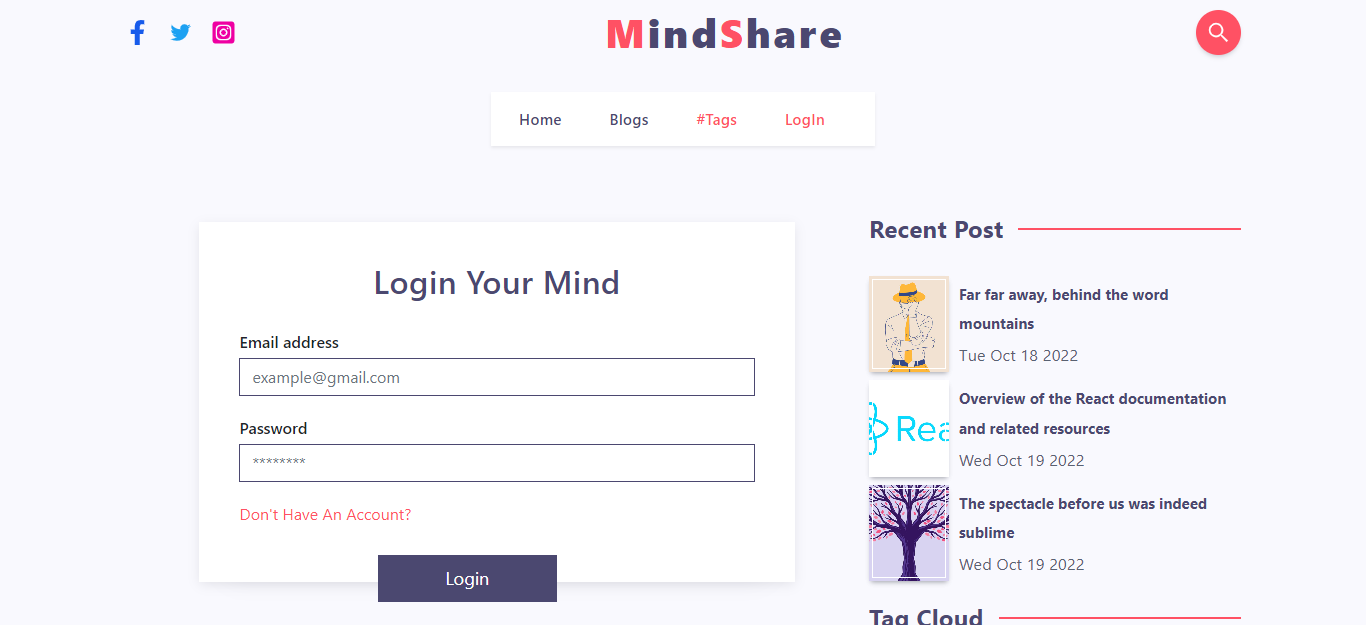 MindShare
Home Blogs #Tags LogIn
Login Your Mind
Email address
example@gmail.com
Password
********
Don't Have An Account?
Login
Recent Post
Far far away, behind the word
mountains
Tue Oct 18 2022
Rea
Overview of the React documentation
and related resources
Wed Oct 19 2022
The spectacle before us was indeed
sublime
Wed Oct 19 2022
Tag Cloud